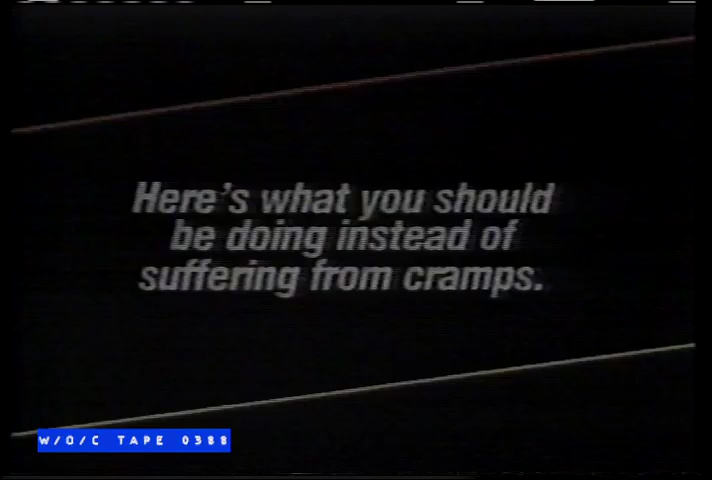 Here's what you should
be doing instead of
suffering from cramps.
W/O/C TAPE 0388